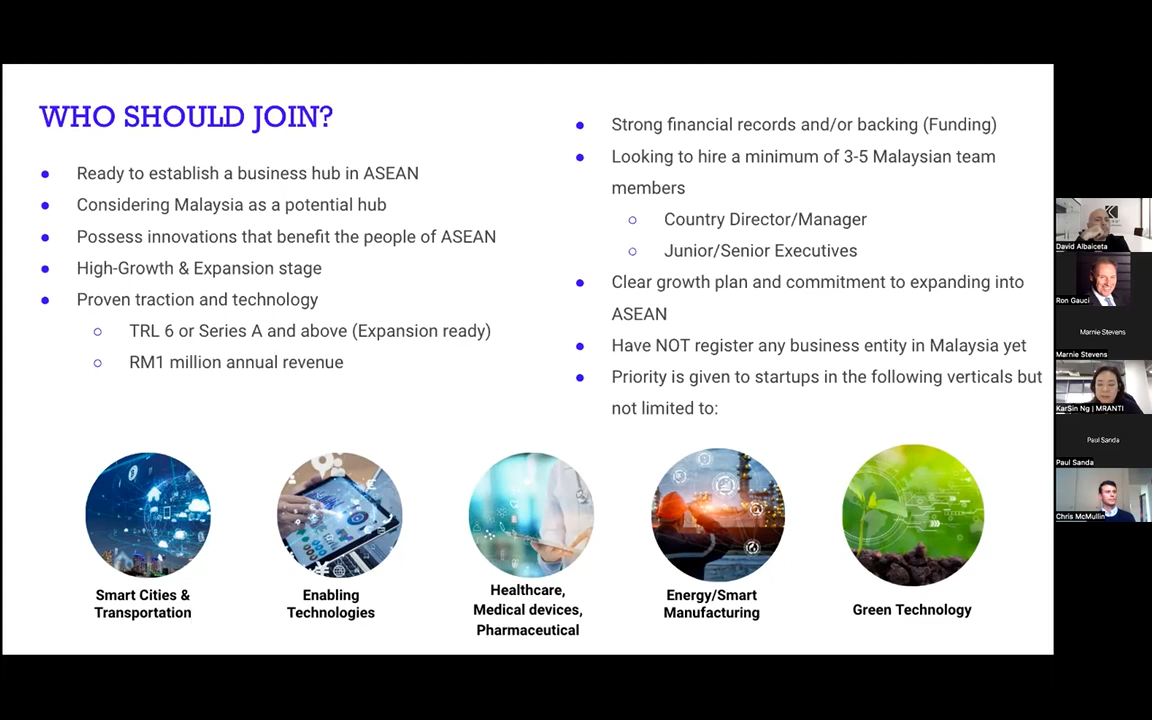 WHO SHOULD JOIN?
Ready to establish a business hub in ASEAN
Considering Malaysia as a potential hub
Possess innovations that benefit the people of ASEAN
High-Growth & Expansion stage
Proven traction and technology
TRL 6 or Series A and above (Expansion ready)
RM1 million annual revenue
Strong financial records and/or backing (Funding)
Looking to hire a minimum of 3-5 Malaysian team
members
Country Director/Manager
Junior/Senior Executives
Clear growth plan and commitment to expanding into
ASEAN
Have NOT register any business entity in Malaysia yet
Priority is given to startups in the following verticals but
not limited to:
Smart Cities &
Transportation
Enabling
Technologies
Healthcare,
Medical devices,
Pharmaceutical
Energy/Smart
Manufacturing
Green Technology
David Albaiceta
Ron Gauci
Marnie Stevens
Marnie Stevens
KarSin Ng | MRANTI
Paul Sanda
Paul Sanda
Chris McMullin